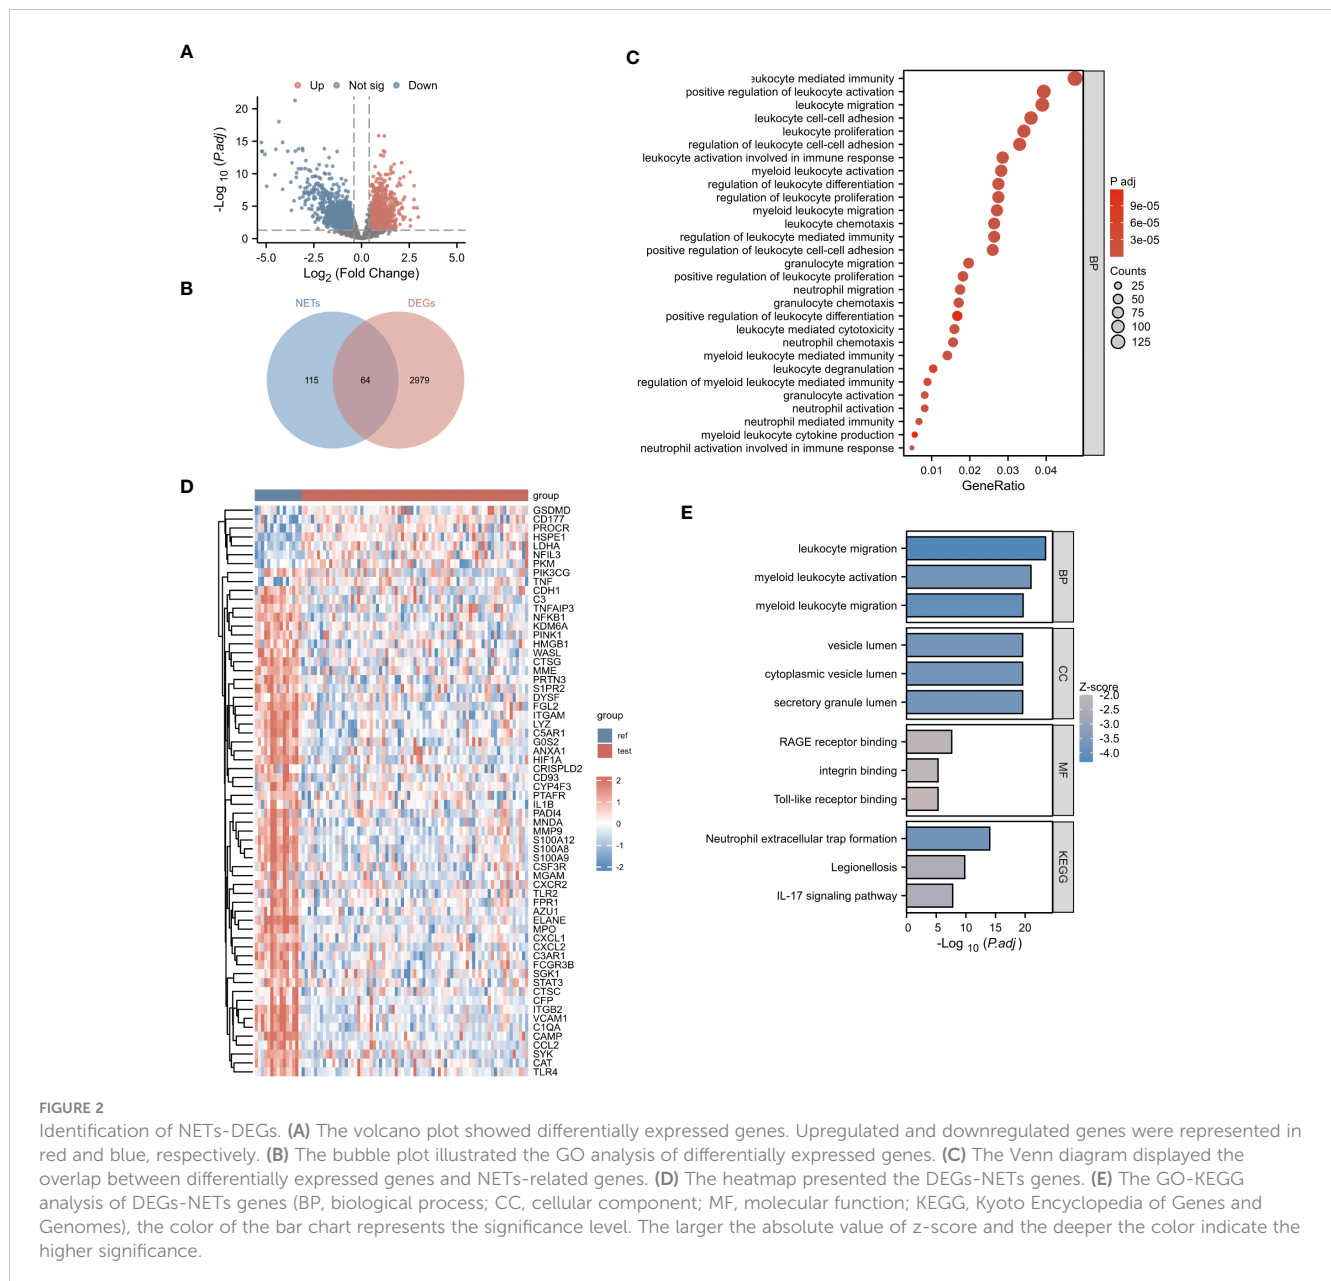 A
Up Not sig Down
-Log 10 (P.adj)
20
15
10
5
0
-5.0 -2.5 0.0 2.5 5.0
Log2 (Fold Change)
B
NETs DEGs
115 64 2979
C
eukocyte mediated immunity
positive regulation of leukocyte activation
leukocyte migration
leukocyte cell-cell adhesion
leukocyte proliferation
regulation of leukocyte cell-cell adhesion
leukocyte activation involved in immune response
myeloid leukocyte activation
regulation of leukocyte differentiation
regulation of leukocyte proliferation
myeloid leukocyte migration
leukocyte chemotaxis
regulation of leukocyte mediated immunity
positive regulation of leukocyte cell-cell adhesion
granulocyte migration
positive regulation of leukocyte proliferation
neutrophil migration
granulocyte chemotaxis
positive regulation of leukocyte differentiation
leukocyte mediated cytotoxicity
neutrophil chemotaxis
myeloid leukocyte mediated immunity
leukocyte degranulation
regulation of myeloid leukocyte mediated immunity
granulocyte activation
neutrophil activation
neutrophil mediated immunity
myeloid leukocyte cytokine production
neutrophil activation involved in immune response
BP
0.01 0.02 0.03 0.04
GeneRatio
P adj
9e-05
6e-05
3e-05
Counts
25
50
75
100
125
D
group
GSDMD
CD177
PROCR
HSPE1
LDHA
NFIL3
PKM
PIK3CG
TNF
CDH1
C3
TNFAIP3
NFKB1
KDM6A
PINK1
HMGB1
WASL
CTSG
MME
PRTN3
S1PR2
DYSF
FGL2
ITGAM
LYZ
C5AR1
G0S2
ANXA1
HIF1A
CRISPLD2
CD93
CYP4F3
PTAFR
IL1B
PADI4
MNDA
MMP9
S100A12
S100A8
S100A9
CSF3R
MGAM
CXCR2
TLR2
FPR1
AZU1
ELANE
MPO
CXCL1
CXCL2
C3AR1
FCGR3B
SGK1
STAT3
CTSC
CFP
ITGB2
VCAM1
C1QA
CAMP
CCL2
SYK
CAT
TLR4
group
ref
test
2
1
0
-1
-2
E
leukocyte migration
myeloid leukocyte activation
myeloid leukocyte migration
BP
vesicle lumen
cytoplasmic vesicle lumen
secretory granule lumen
CC
RAGE receptor binding
integrin binding
Toll-like receptor binding
MF
Neutrophil extracellular trap formation
Legionellosis
IL-17 signaling pathway
KEGG
0 5 10 15 20
-Log 10 (P.adj)
Z-score
-2.0
-2.5
-3.0
-3.5
-4.0
FIGURE 2
Identification of NETs-DEGs. (A) The volcano plot showed differentially expressed genes. Upregulated and downregulated genes were represented in
red and blue, respectively. (B) The bubble plot illustrated the GO analysis of differentially expressed genes. (C) The Venn diagram displayed the
overlap between differentially expressed genes and NETs-related genes. (D) The heatmap presented the DEGs-NETs genes. (E) The GO-KEGG
analysis of DEGs-NETs genes (BP, biological process; CC, cellular component; MF, molecular function; KEGG, Kyoto Encyclopedia of Genes and
Genomes), the color of the bar chart represents the significance level. The larger the absolute value of z-score and the deeper the color indicate the
higher significance.